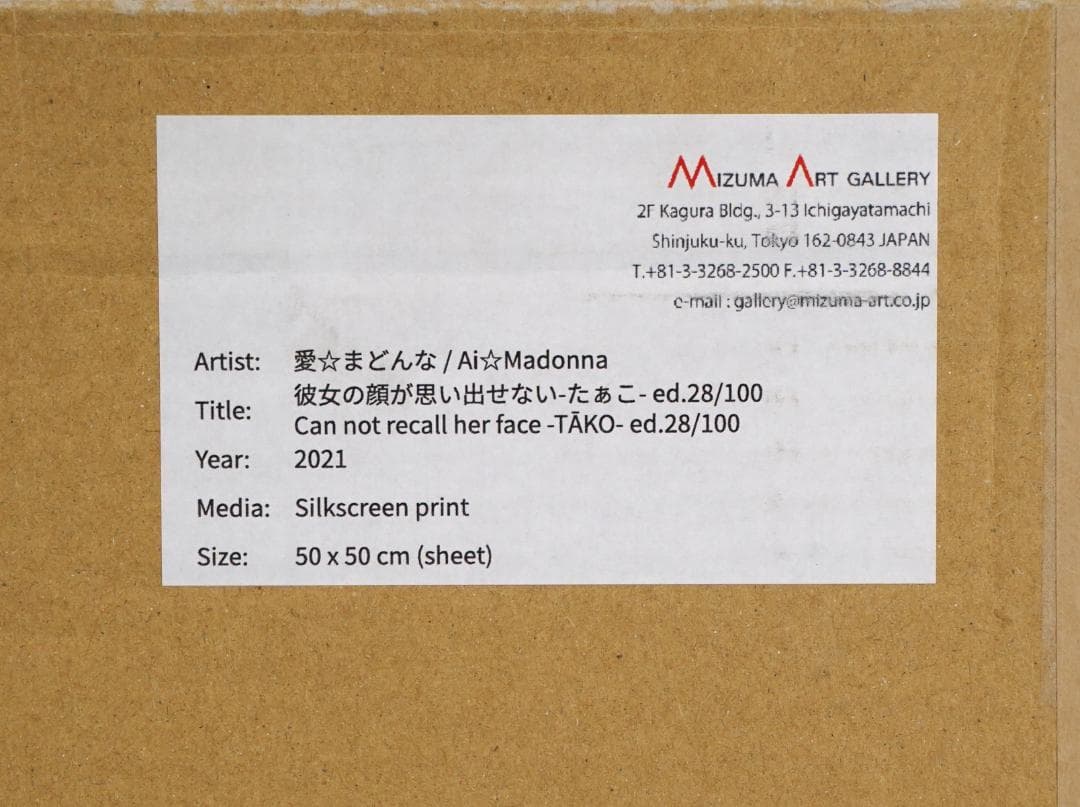 MIZUMA ART GALLERY
2F Kagura Bldg., 3-13 Ichigayatamachi
Shinjuku-ku, Tokyo 162-0843 JAPAN
T.+81-3-3268-2500 F.+81-3-3268-8844
e-mail : gallery@mizuma-art.co.jp
Artist: 愛☆まどんな / Ai☆Madonna
Title: 彼女の顔が思い出せない-たぁこ- ed.28/100
Can not recall her face -TĀKO- ed.28/100
Year: 2021
Media: Silkscreen print
Size: 50 x 50 cm (sheet)